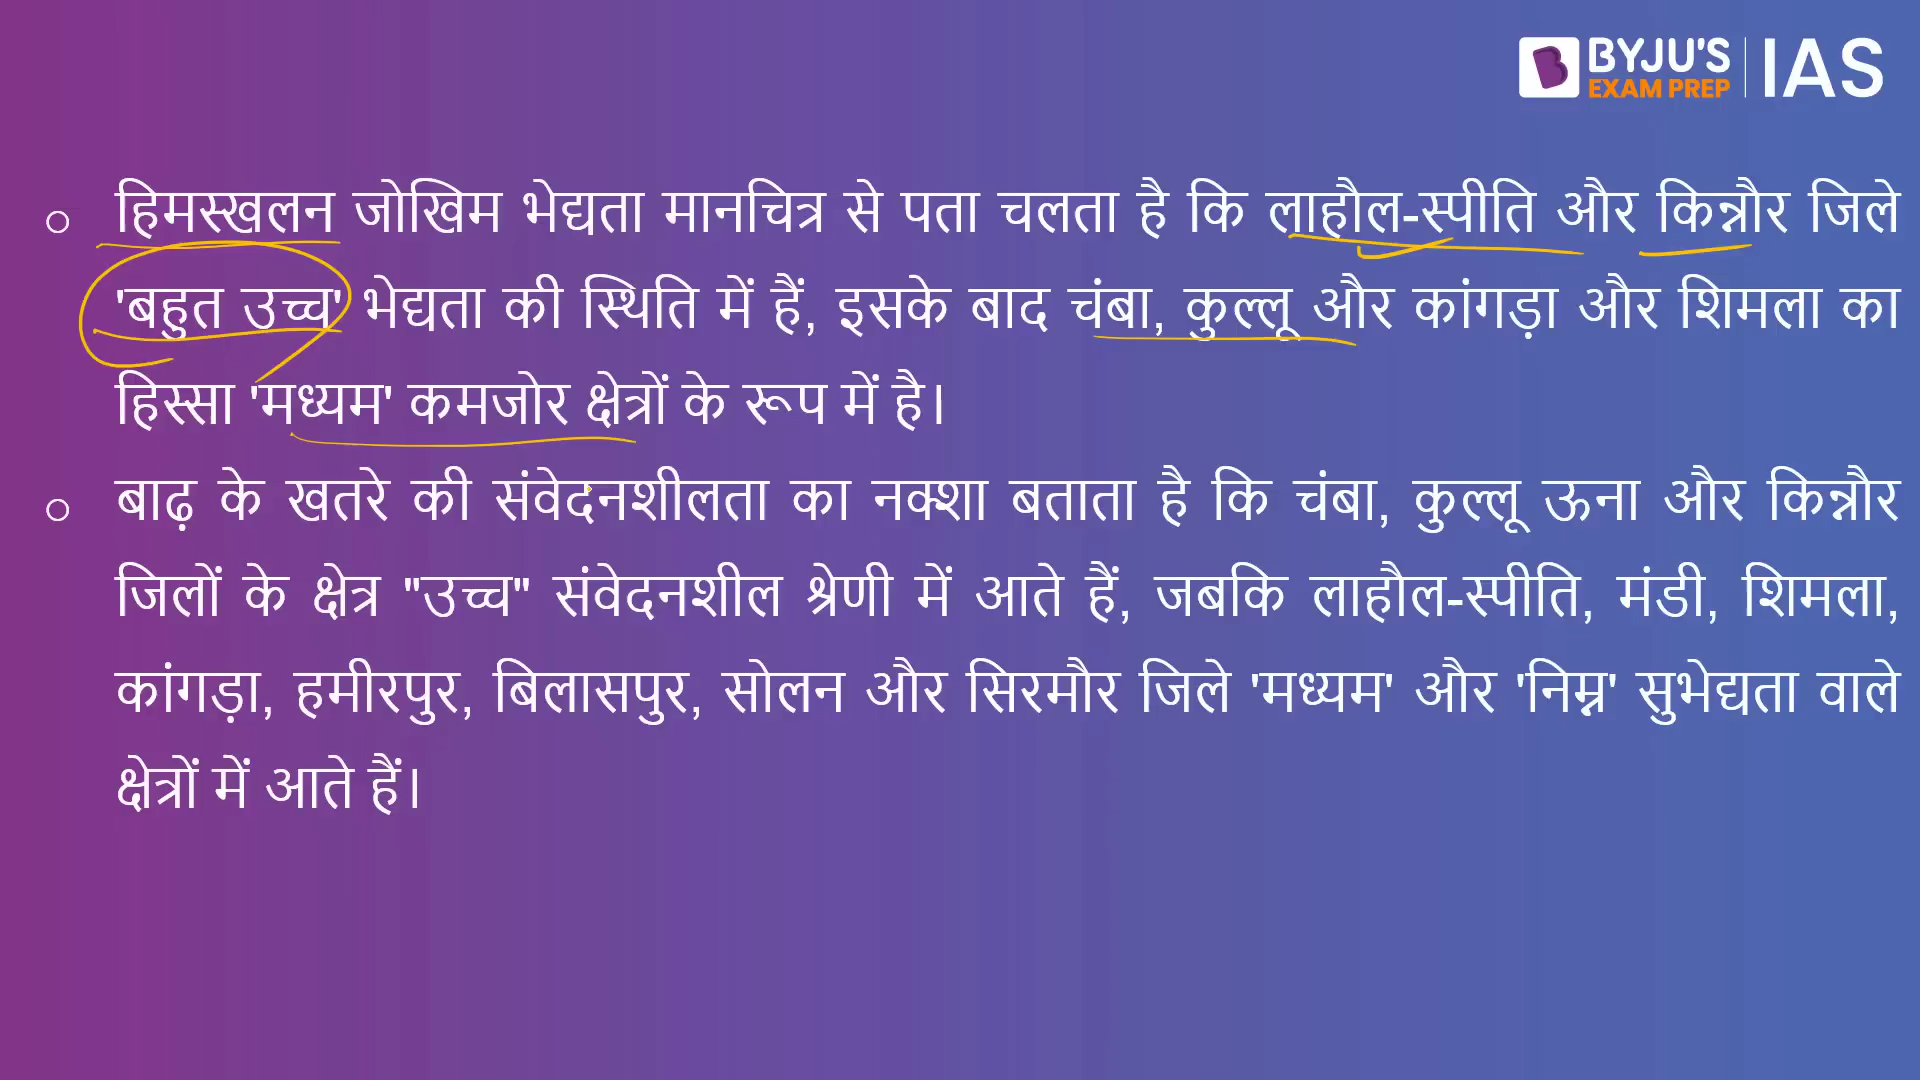 BYJU'S
EXAM PREP
IAS
हिमस्खलन जोखिम भेद्यता मानचित्र से पता चलता है कि लाहौल-स्पीति और किन्नौर जिले
'बहुत उच्च' भेद्यता की स्थिति में हैं, इसके बाद चंबा, कुल्लू और कांगड़ा और शिमला का
हिस्सा 'मध्यम' कमजोर क्षेत्रों के रूप में है।
बाढ़ के खतरे की संवेदनशीलता का नक्शा बताता है कि चंबा, कुल्लू ऊना और किन्नौर
जिलों के क्षेत्र "उच्च" संवेदनशील श्रेणी में आते हैं, जबकि लाहौल-स्पीति, मंडी, शिमला,
कांगड़ा, हमीरपुर, बिलासपुर, सोलन और सिरमौर जिले 'मध्यम' और 'निम्न' सुभेद्यता वाले
क्षेत्रों में आते हैं।